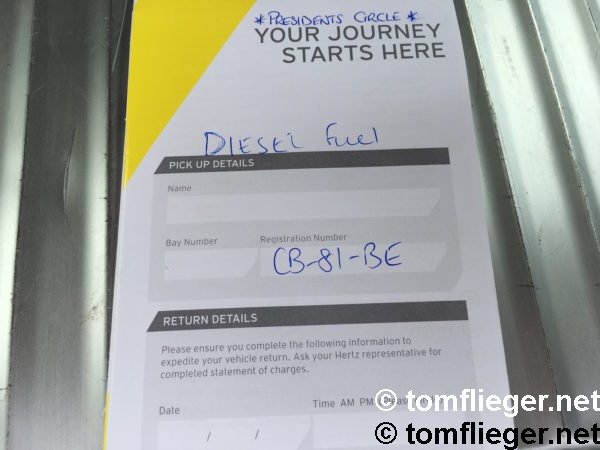 *PRESIDENTS CIRCLE*
YOUR JOURNEY
STARTS HERE
DIESEL Fuel
PICK UP DETAILS
Name
Bay Number Registration Number
CB-81-BE
RETURN DETAILS
Please ensure you complete the following information to
expedite your vehicle return. Ask your Hertz representative for
completed statement of charges.
Date Time AM PM
/ /
© tomflieger.net
© tomflieger.net